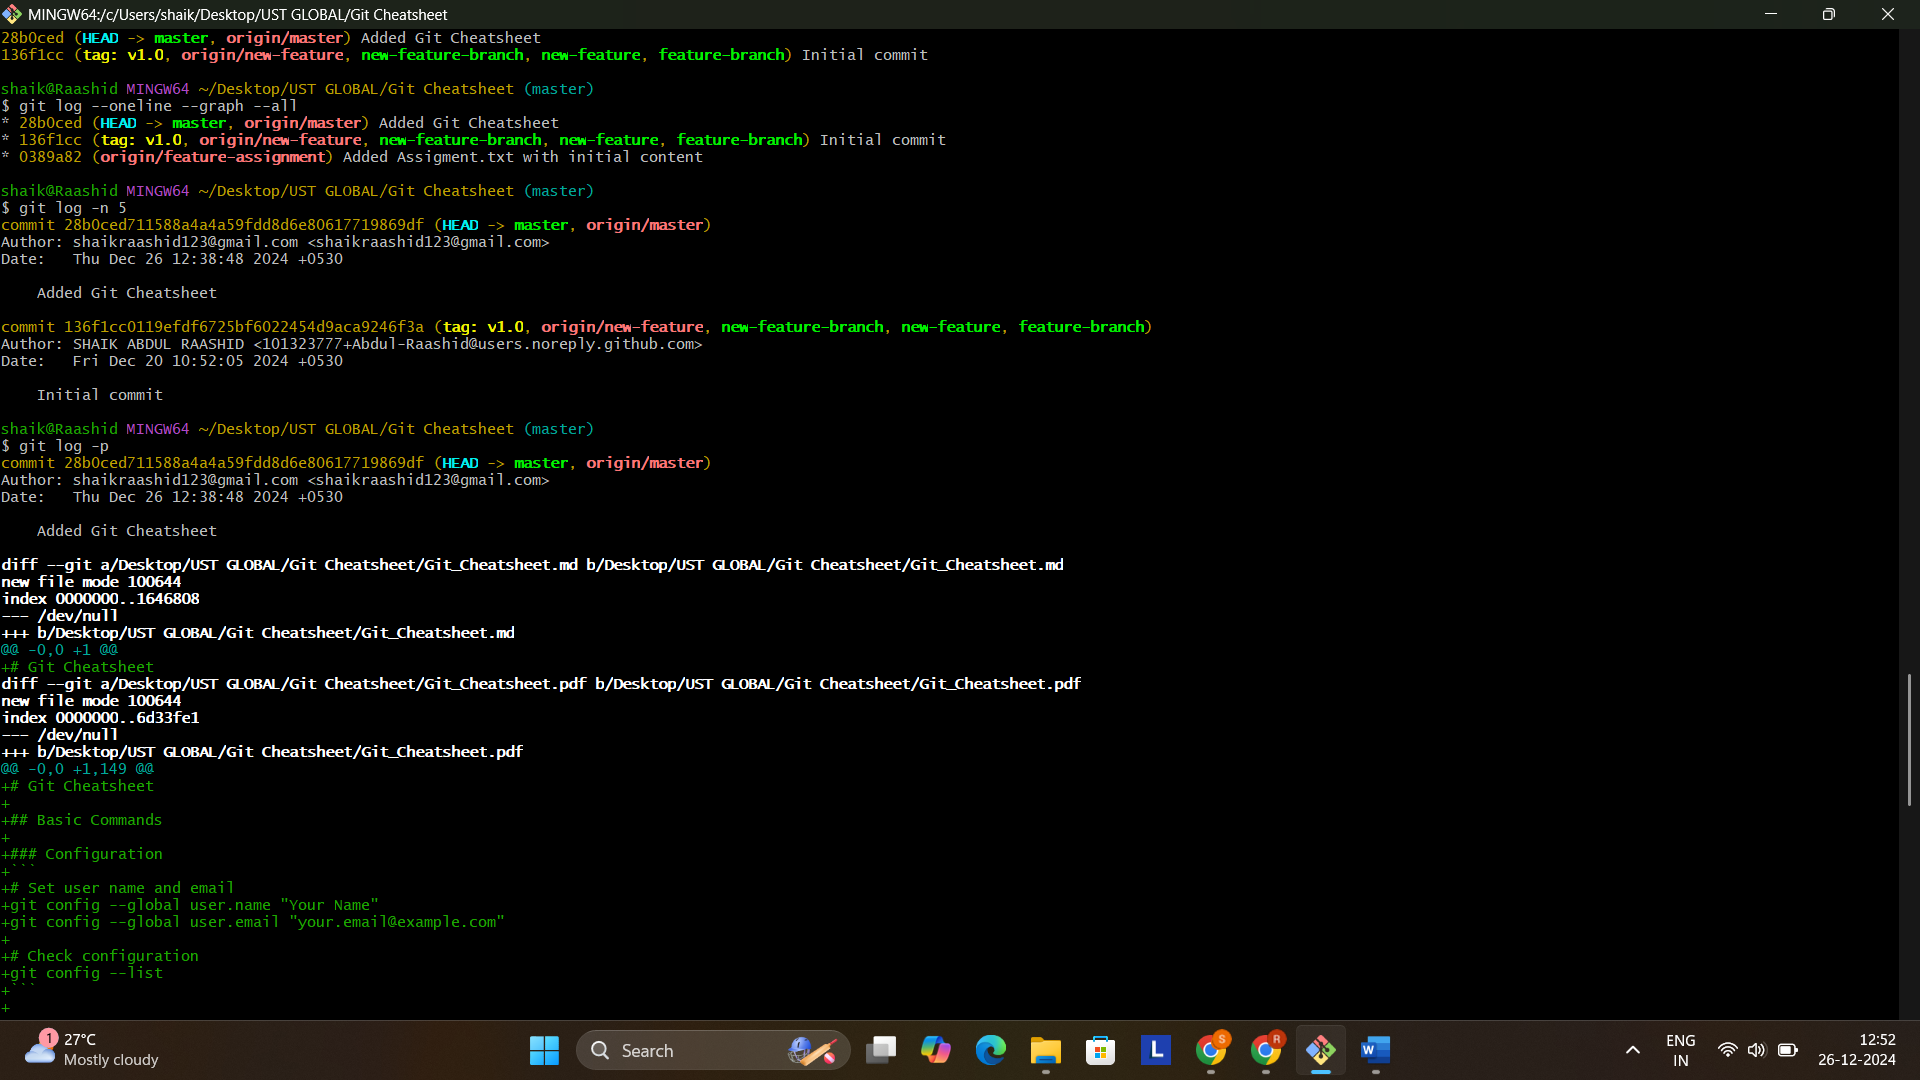 MINGW64:/c/Users/shaik/Desktop/UST GLOBAL/Git Cheatsheet
28b0ced (HEAD -> master, origin/master) Added Git Cheatsheet
136f1cc (tag: v1.0, origin/new-feature, new-feature-branch, new-feature, feature-branch) Initial commit
shaik@Raashid MINGW64 ~/Desktop/UST GLOBAL/Git Cheatsheet (master)
$ git log --oneline --graph --all
* 28b0ced (HEAD -> master, origin/master) Added Git Cheatsheet
* 136f1cc (tag: v1.0, origin/new-feature, new-feature-branch, new-feature, feature-branch) Initial commit
* 0389a82 (origin/feature-assignment) Added Assigment.txt with initial content
shaik@Raashid MINGW64 ~/Desktop/UST GLOBAL/Git Cheatsheet (master)
$ git log -n 5
commit 28b0ced711588a4a4a59fdd8d6e80617719869df (HEAD -> master, origin/master)
Author: shaikraashid123@gmail.com <shaikraashid123@gmail.com>
Date:   Thu Dec 26 12:38:48 2024 +0530
    Added Git Cheatsheet
commit 136f1cc0119efdf6725bf6022454d9aca9246f3a (tag: v1.0, origin/new-feature, new-feature-branch, new-feature, feature-branch)
Author: SHAIK ABDUL RAASHID <101323777+Abdul-Raashid@users.noreply.github.com>
Date:   Fri Dec 20 10:52:05 2024 +0530
    Initial commit
shaik@Raashid MINGW64 ~/Desktop/UST GLOBAL/Git Cheatsheet (master)
$ git log -p
commit 28b0ced711588a4a4a59fdd8d6e80617719869df (HEAD -> master, origin/master)
Author: shaikraashid123@gmail.com <shaikraashid123@gmail.com>
Date:   Thu Dec 26 12:38:48 2024 +0530
    Added Git Cheatsheet
diff --git a/Desktop/UST GLOBAL/Git Cheatsheet/Git_Cheatsheet.md b/Desktop/UST GLOBAL/Git Cheatsheet/Git_Cheatsheet.md
new file mode 100644
index 0000000..1646808
--- /dev/null
+++ b/Desktop/UST GLOBAL/Git Cheatsheet/Git_Cheatsheet.md
@@ -0,0 +1 @@
+# Git Cheatsheet
diff --git a/Desktop/UST GLOBAL/Git Cheatsheet/Git_Cheatsheet.pdf b/Desktop/UST GLOBAL/Git Cheatsheet/Git_Cheatsheet.pdf
new file mode 100644
index 0000000..6d33fe1
--- /dev/null
+++ b/Desktop/UST GLOBAL/Git Cheatsheet/Git_Cheatsheet.pdf
@@ -0,0 +1,149 @@
+# Git Cheatsheet
+
+## Basic Commands
+
+### Configuration
+```
+# Set user name and email
+git config --global user.name "Your Name"
+git config --global user.email "your.email@example.com"
+
+# Check configuration
+git config --list
+```
+
1
27°C
Mostly cloudy
Search
L
S
R
W
ENG
IN
12:52
26-12-2024